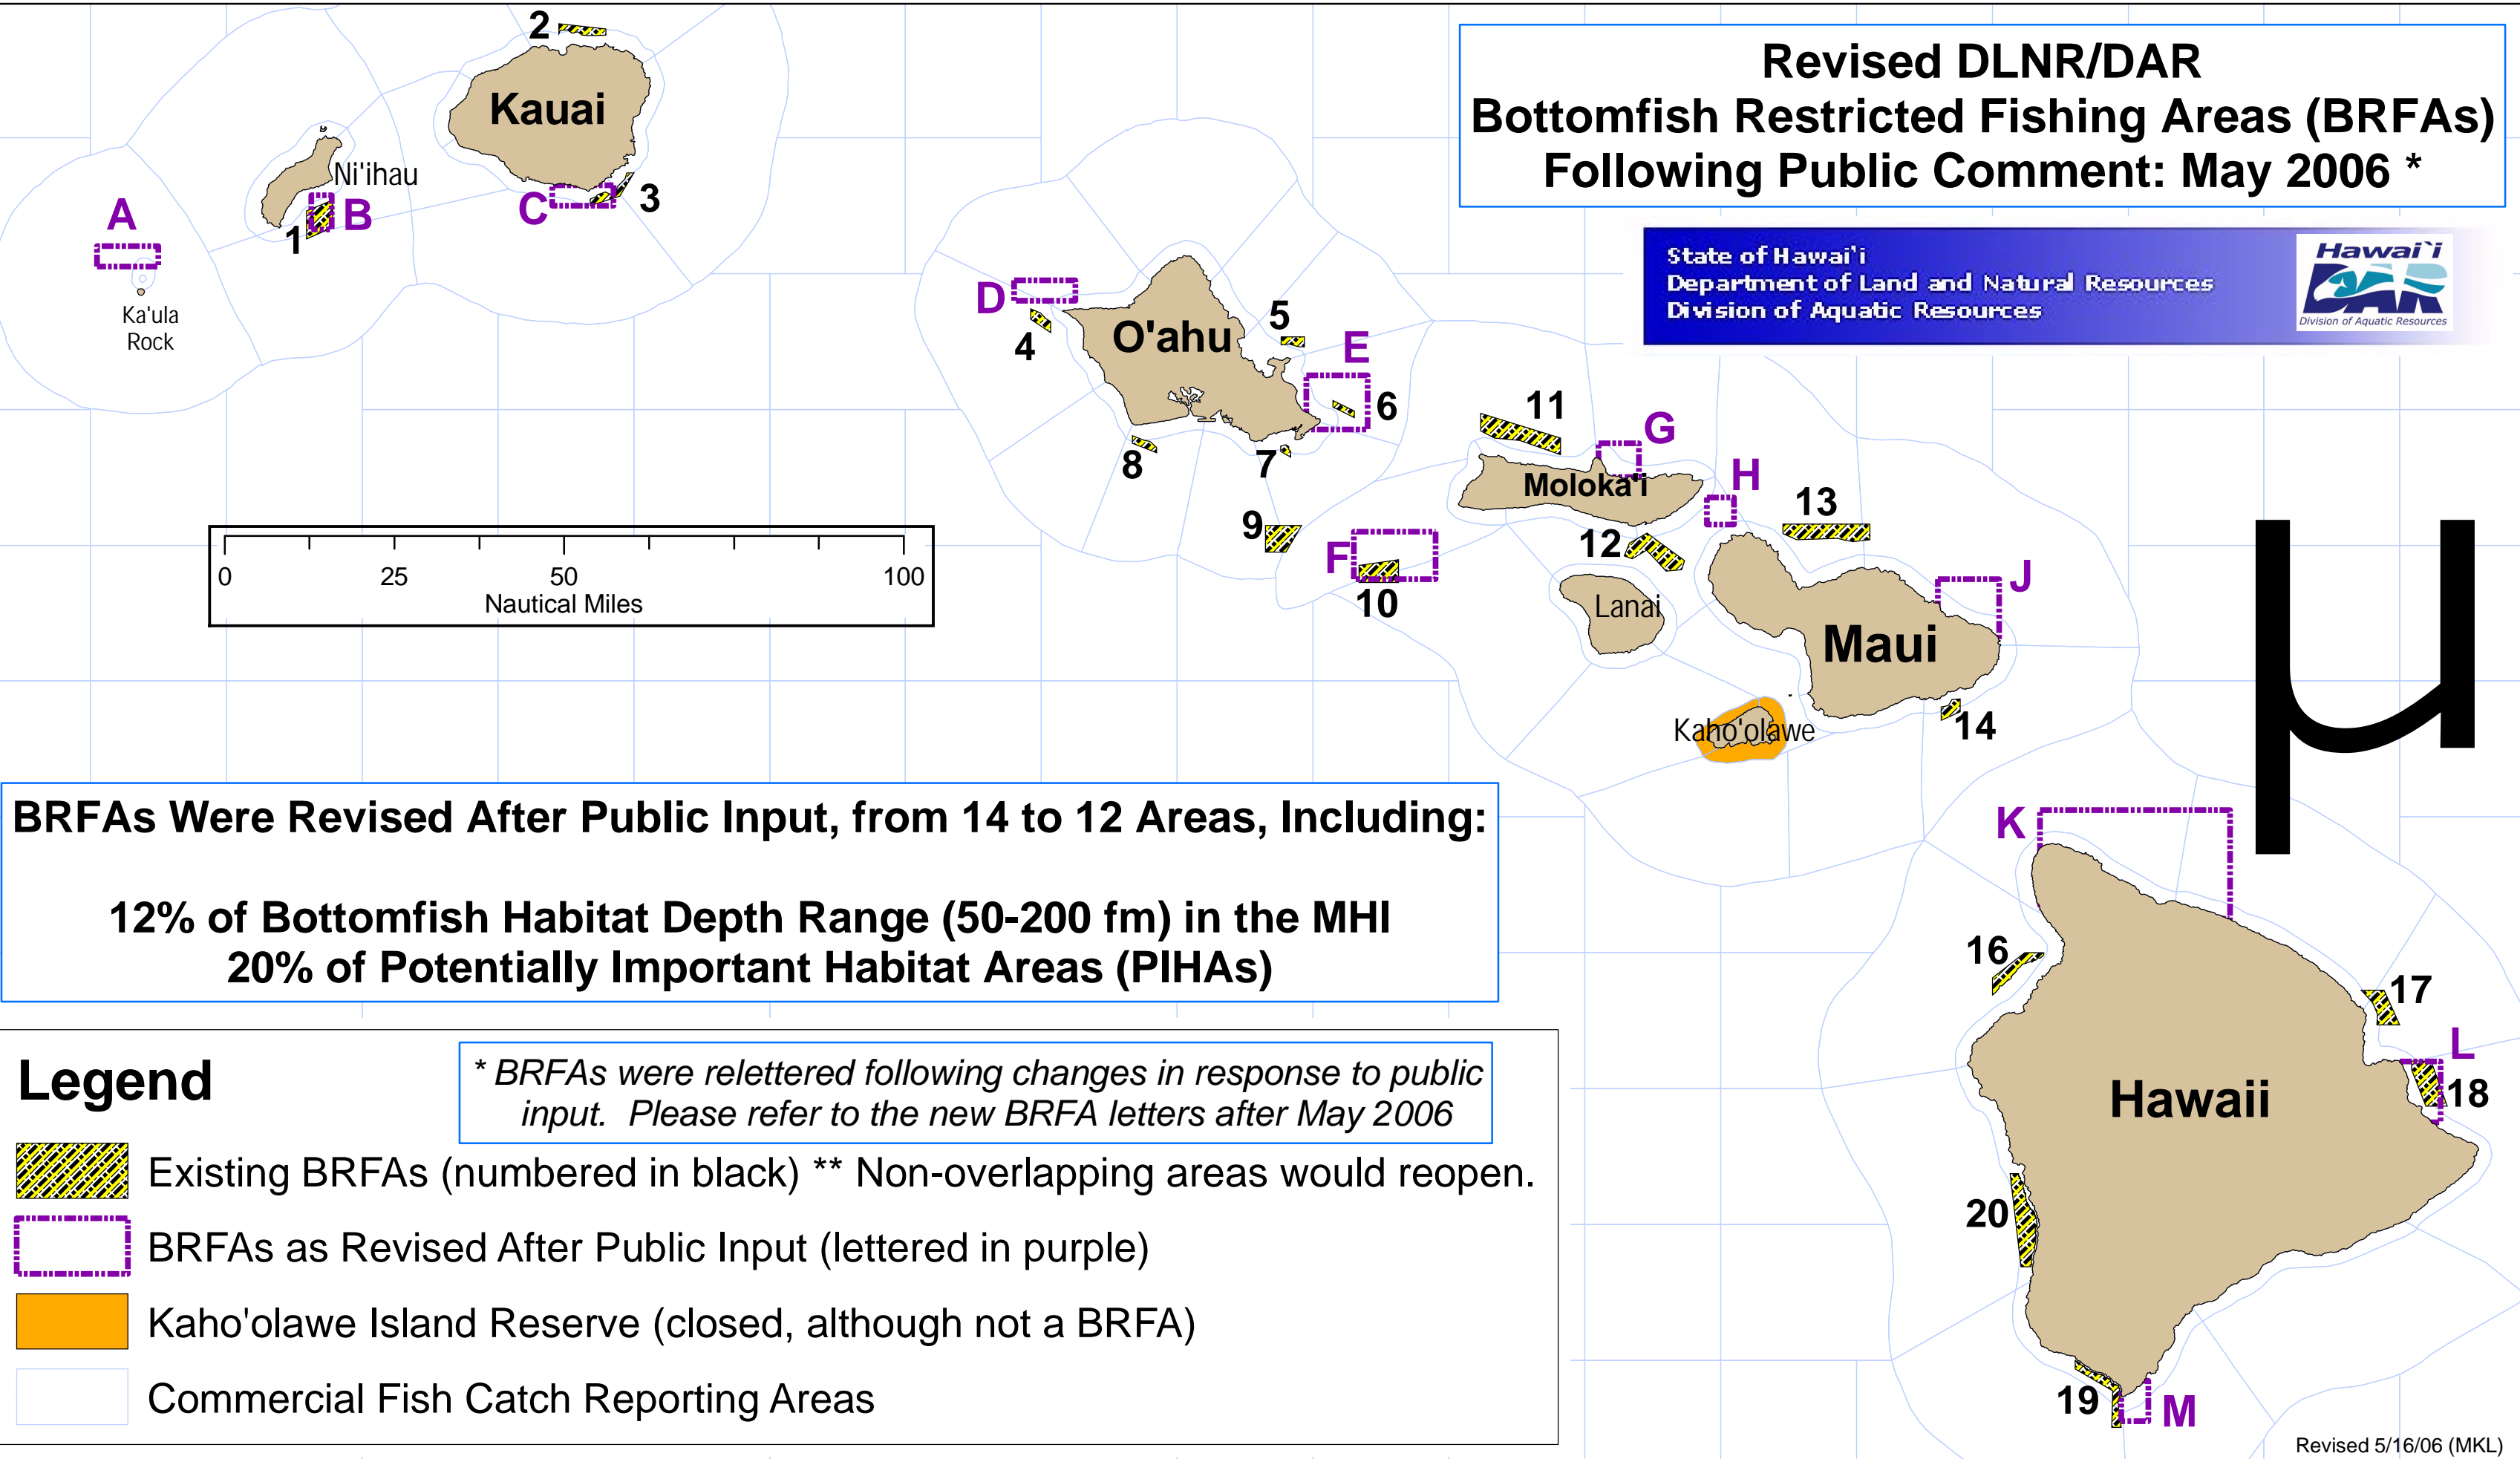 Revised DLNR/DAR
Bottomfish Restricted Fishing Areas (BRFAs)
Following Public Comment: May 2006 *
State of Hawai'i
Department of Land and Natural Resources
Division of Aquatic Resources
Hawai`i
DAR
Division of Aquatic Resources
2
Kauai
Ni'ihau
A
B
1
C
3
Ka'ula
Rock
D
4
O'ahu
5
E
6
7
8
9
F
10
11
G
Moloka'i
H
12
13
Lanai
J
Maui
Kaho'olawe
14
µ
0
25
50
100
Nautical Miles
K
16
17
L
18
Hawaii
20
19
M
BRFAs Were Revised After Public Input, from 14 to 12 Areas, Including:
12% of Bottomfish Habitat Depth Range (50-200 fm) in the MHI
20% of Potentially Important Habitat Areas (PIHAs)
Legend
* BRFAs were relettered following changes in response to public
input. Please refer to the new BRFA letters after May 2006
Existing BRFAs (numbered in black) ** Non-overlapping areas would reopen.
BRFAs as Revised After Public Input (lettered in purple)
Kaho'olawe Island Reserve (closed, although not a BRFA)
Commercial Fish Catch Reporting Areas
Revised 5/16/06 (MKL)